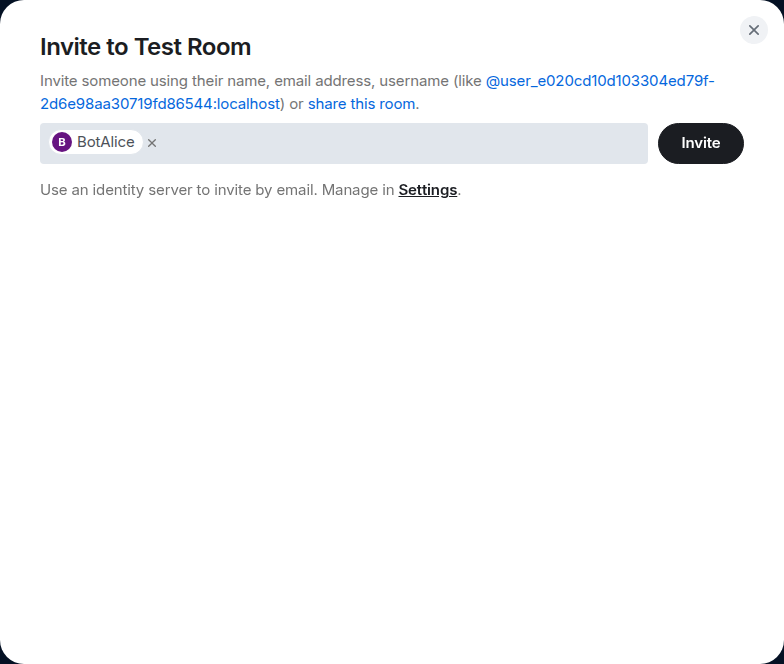 Invite to Test Room
Invite someone using their name, email address, username (like @user_e020cd10d103304ed79f-
2d6e98aa30719fd86544:localhost) or share this room.
B BotAlice
Invite
Use an identity server to invite by email. Manage in Settings.